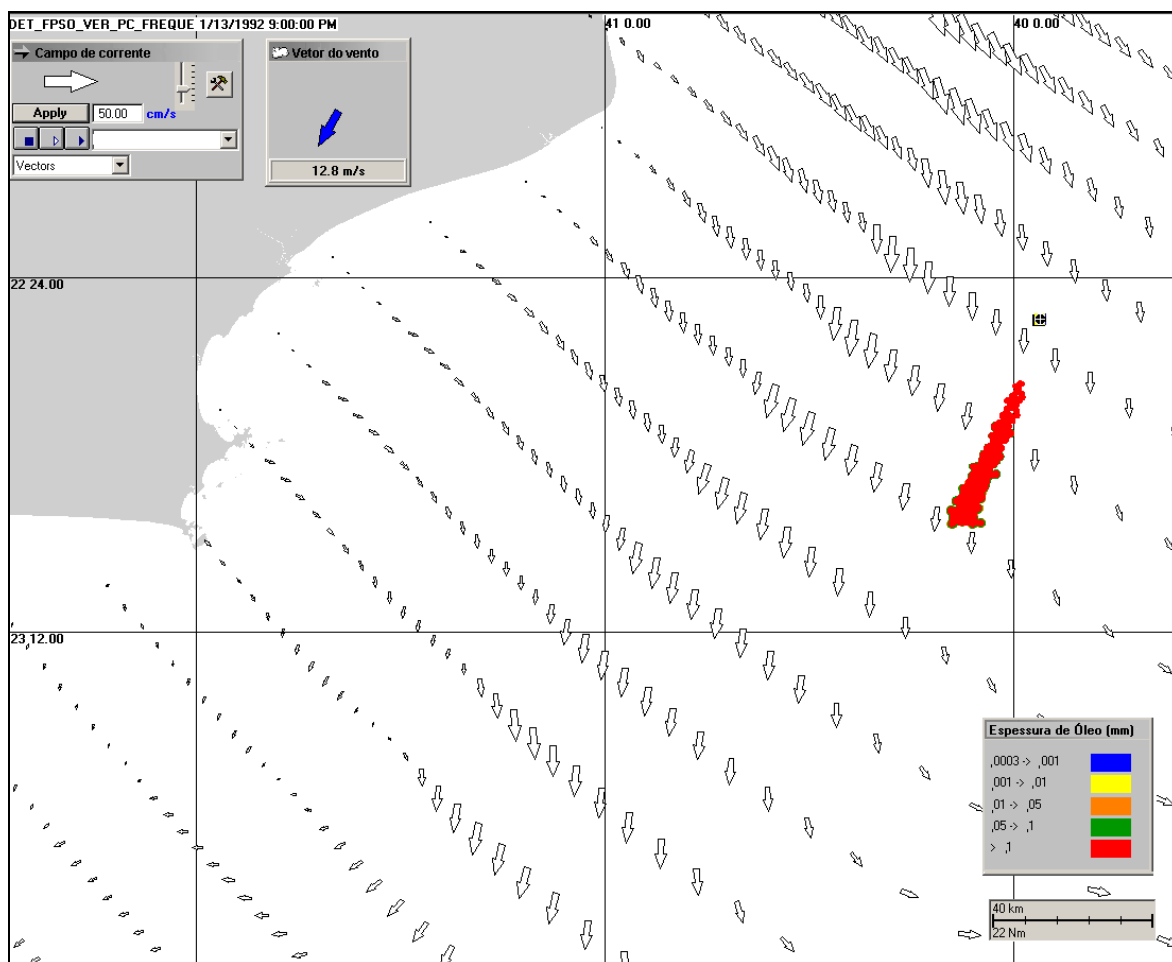 DET_FPSO_VER_PC_FREQUE 1/13/1992 9:00:00 PM
41 0.00
40 0.00
Campo de corrente
Apply
50.00
cm/s
Vectors
Vetor do vento
12.8 m/s
22 24.00
23 12.00
Espessura de Óleo (mm)
,0003 -> ,001
,001 -> ,01
,01 -> ,05
,05 -> ,1
> ,1
40 km
22 Nm